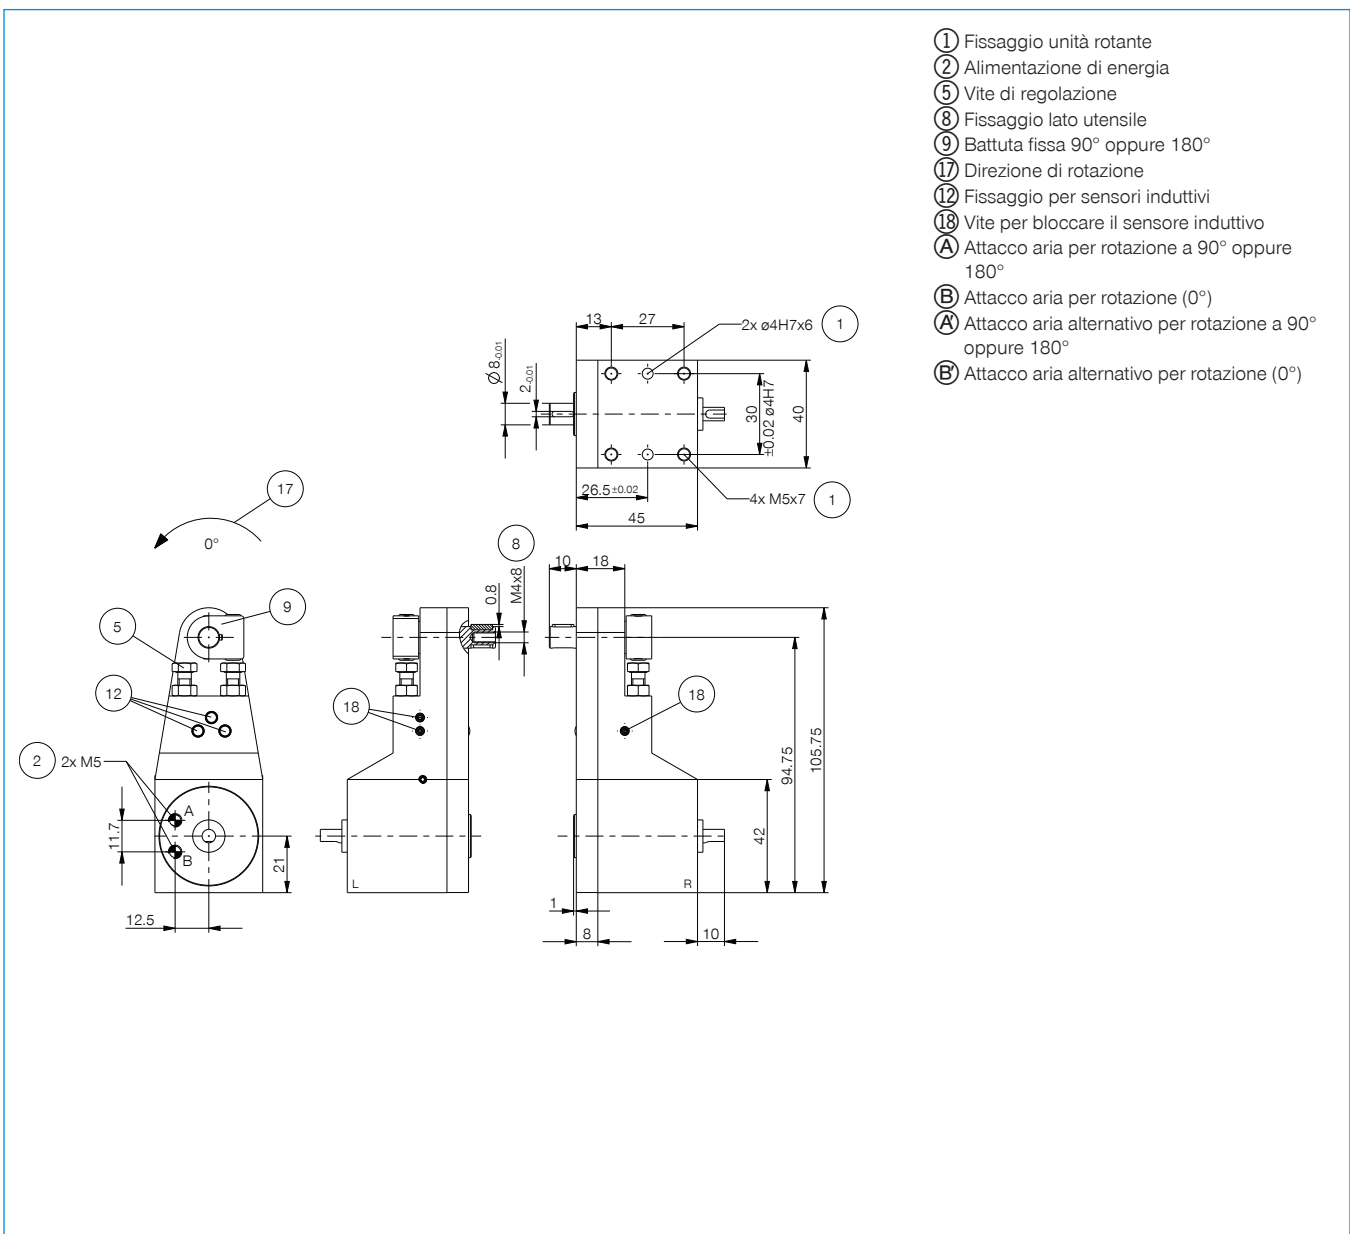 1 Fissaggio unità rotante
2 Alimentazione di energia
5 Vite di regolazione
8 Fissaggio lato utensile
9 Battuta fissa 90° oppure 180°
17 Direzione di rotazione
12 Fissaggio per sensori induttivi
18 Vite per bloccare il sensore induttivo
A Attacco aria per rotazione a 90° oppure
180°
B Attacco aria per rotazione (0°)
A' Attacco aria alternativo per rotazione a 90°
oppure 180°
B' Attacco aria alternativo per rotazione (0°)
13
27
2x ø4H7x6
1
Ø8-0.01
2-0.01
30
±0.02 ø4H7
40
26.5±0.02
4x M5x7
1
45
17
0°
8
10
18
0.8
M4x8
9
5
12
18
18
2
2x M5
A
B
11.7
21
12.5
L
R
94.75
105.75
42
1
8
10